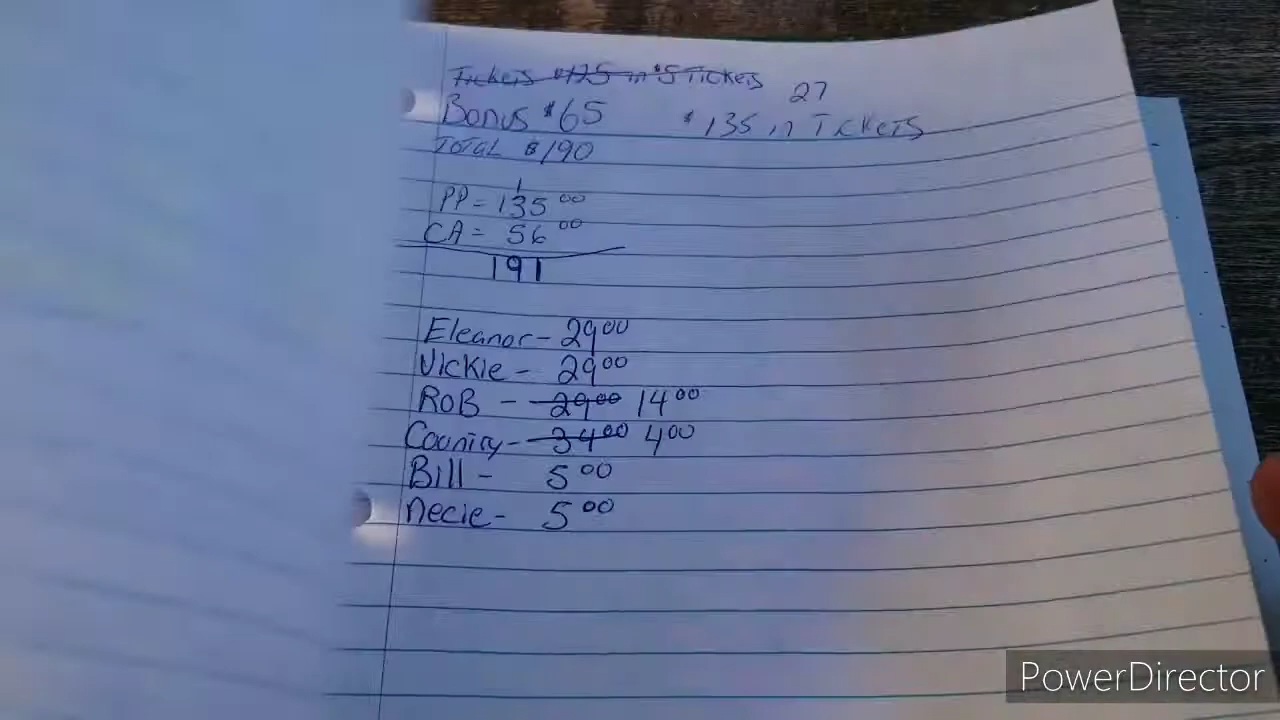 Tickets $125 in $5 Tickets
27
Bonus $65 $135 in Tickets
TOTAL $190
1
PP = 135 00
CA = 56 00
191
Eleanor - 29 00
Vickie - 29 00
ROB - 29 00 14 00
Country - 34 00 4 00
Bill - 5 00
Necie - 5 00
PowerDirector